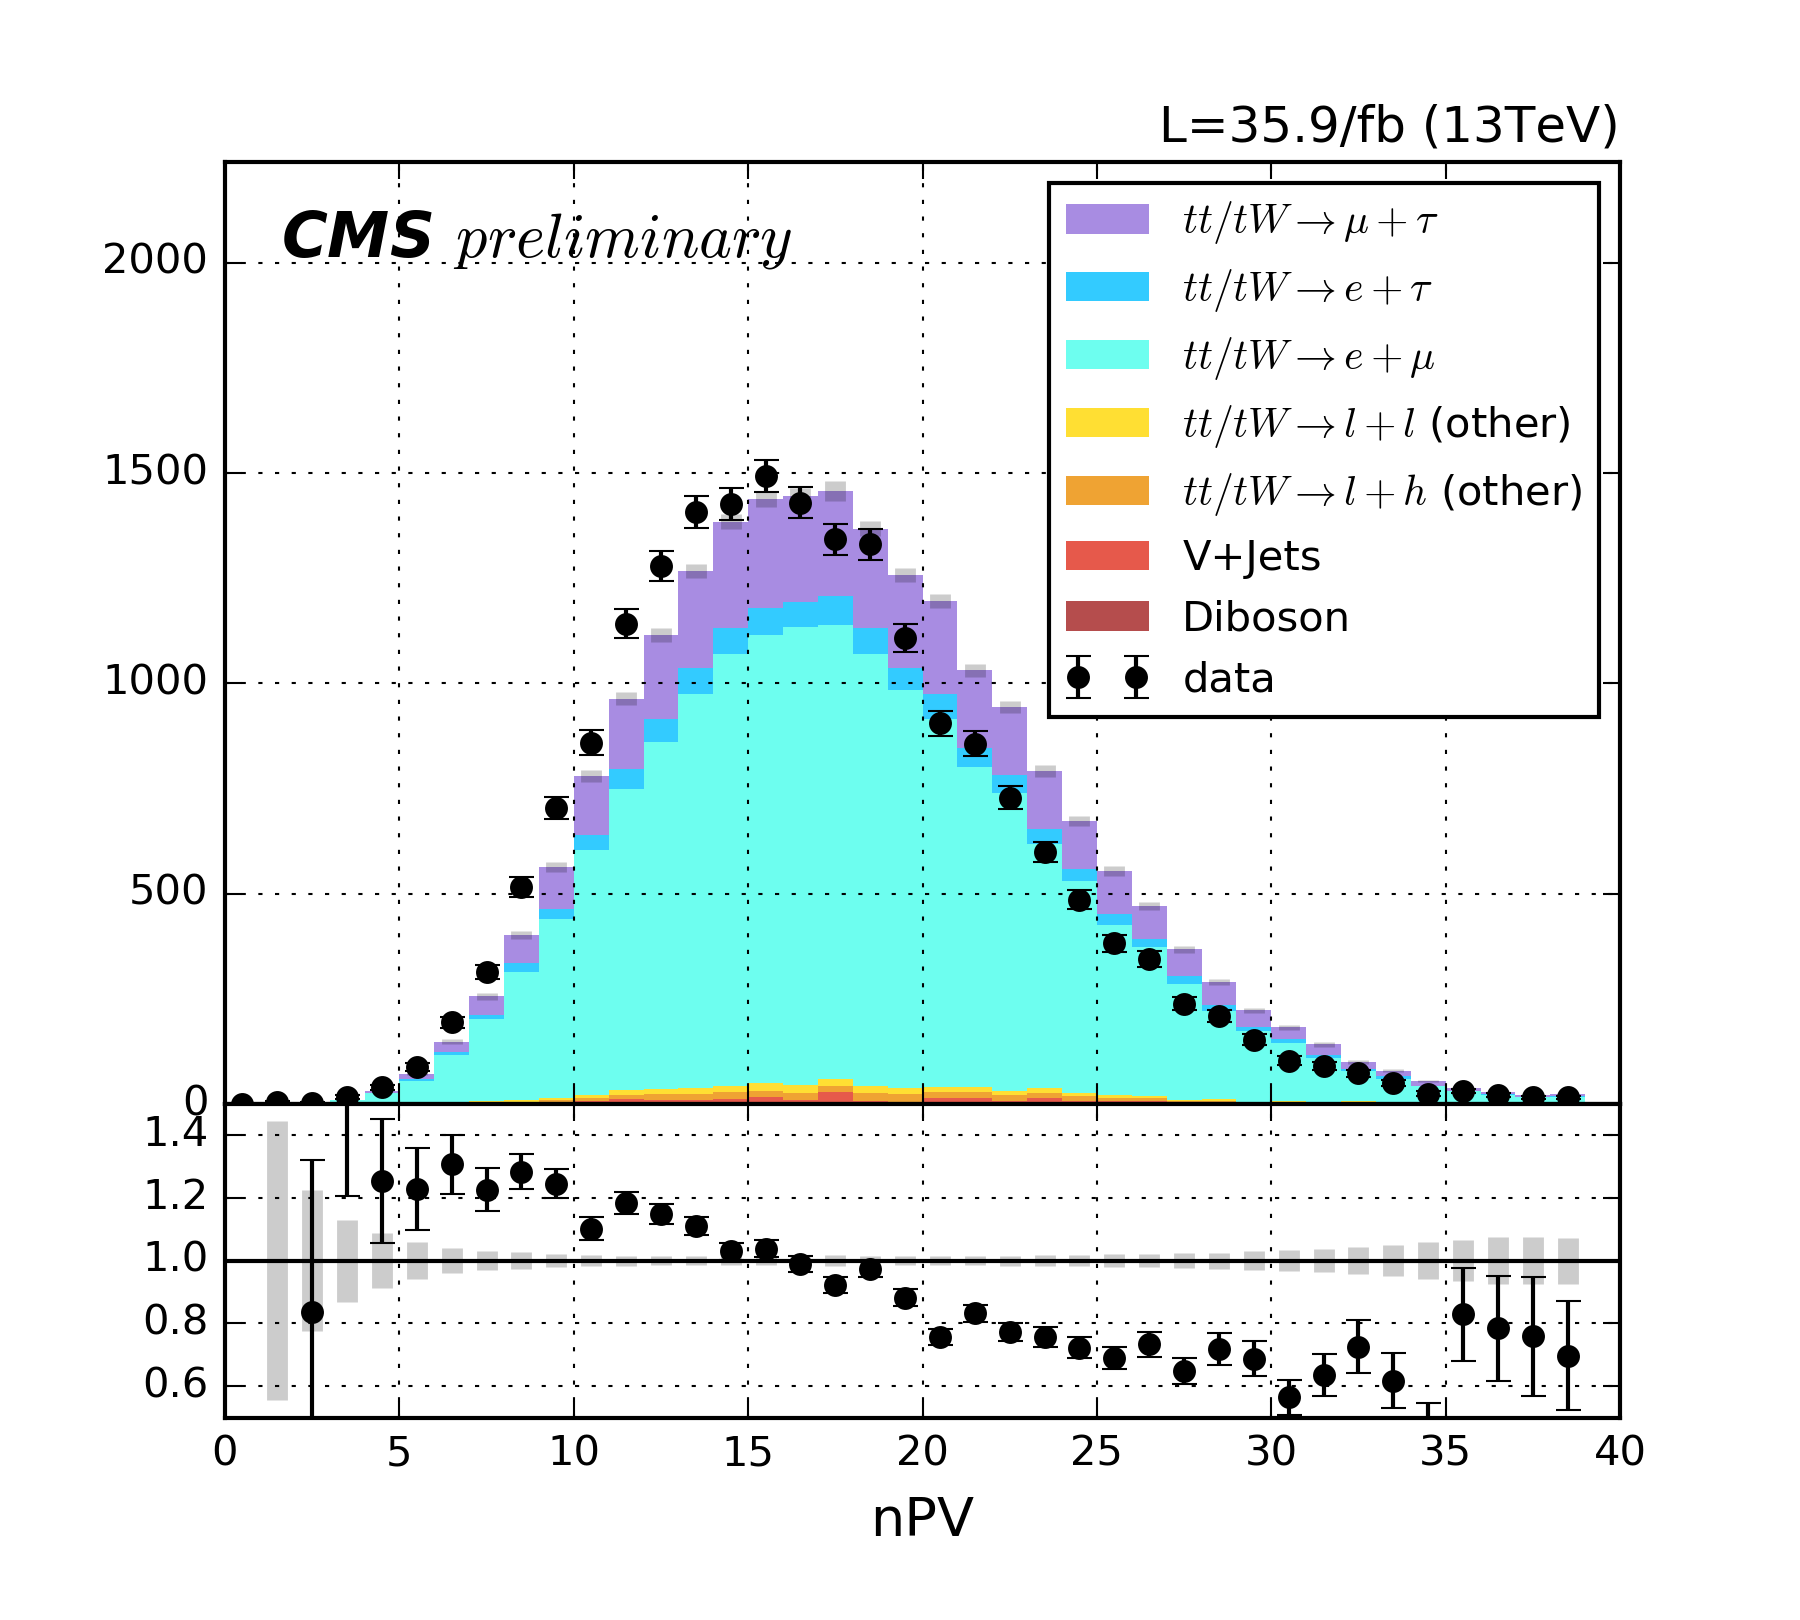 L=35.9/fb (13TeV)
CMS preliminary
tt/tW → μ + τ
tt/tW → e + τ
tt/tW → e + μ
tt/tW → l + l (other)
tt/tW → l + h (other)
V+Jets
Diboson
data
2000
1500
1000
500
0
1.4
1.2
1.0
0.8
0.6
0 5 10 15 20 25 30 35 40
nPV